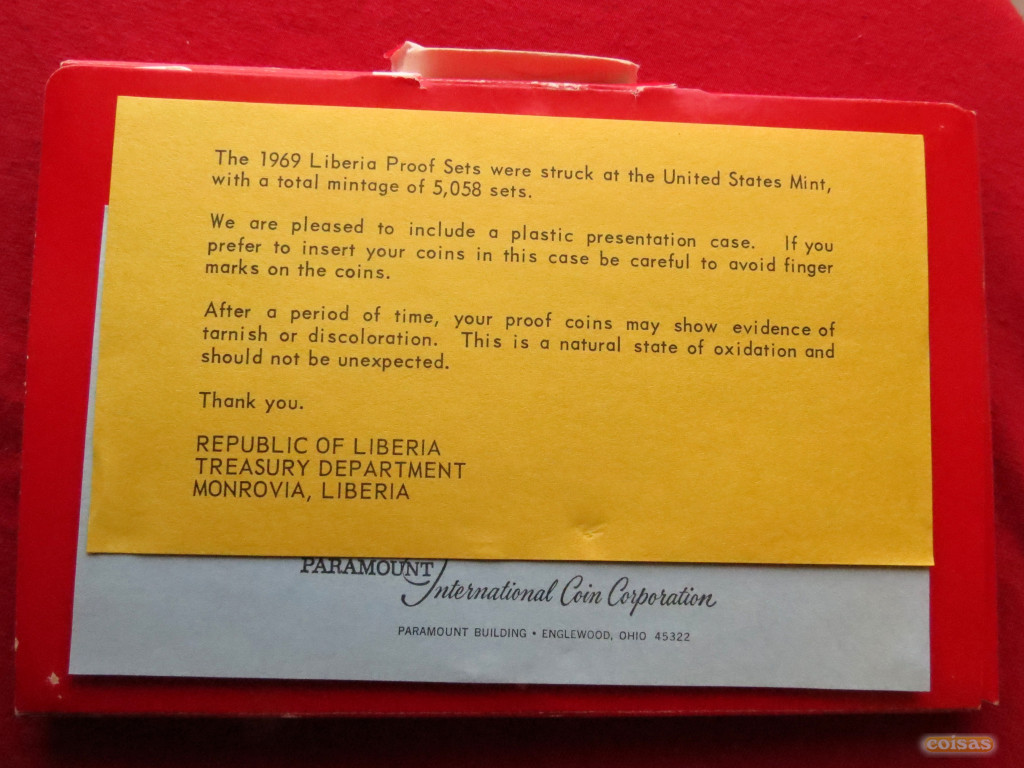 The 1969 Liberia Proof Sets were struck at the United States Mint,
with a total mintage of 5,058 sets.
We are pleased to include a plastic presentation case. If you
prefer to insert your coins in this case be careful to avoid finger
marks on the coins.
After a period of time, your proof coins may show evidence of
tarnish or discoloration. This is a natural state of oxidation and
should not be unexpected.
Thank you.
REPUBLIC OF LIBERIA
TREASURY DEPARTMENT
MONROVIA, LIBERIA
PARAMOUNT
International Coin Corporation
PARAMOUNT BUILDING • ENGLEWOOD, OHIO 45322
coisas